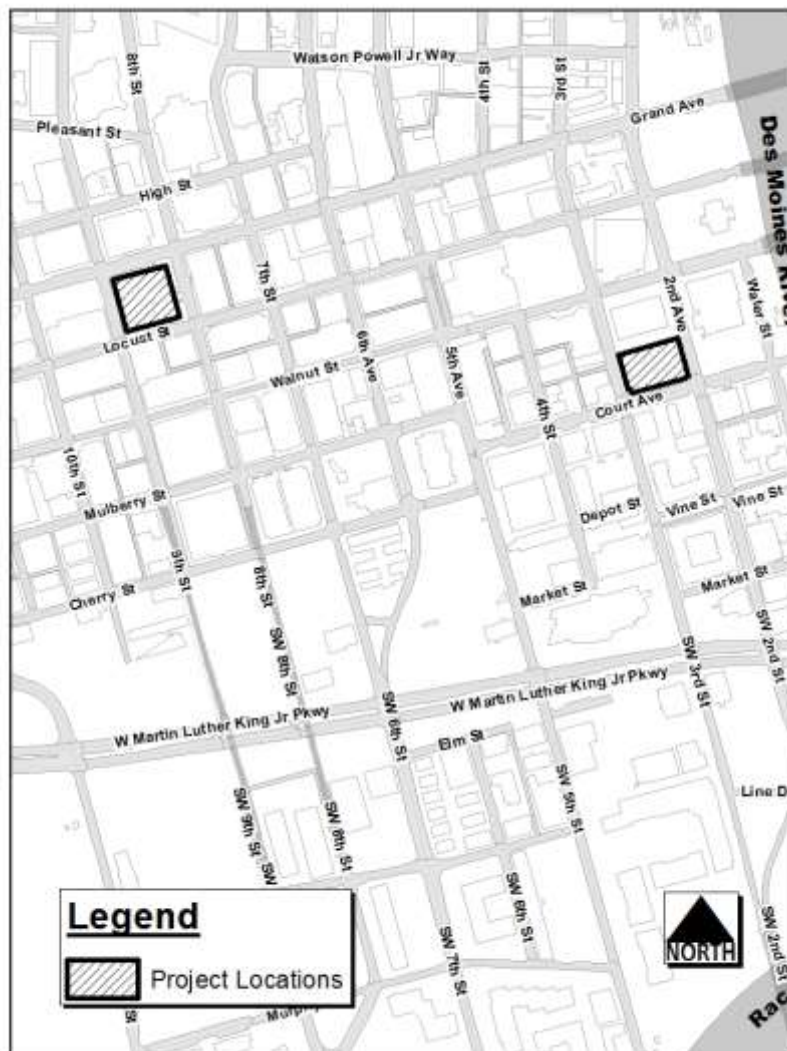 Watson Powell Jr Way
8th St
4th St
3rd St
Grand Ave
Pleasant St
Des Moines River
High St
7th St
2nd Ave
Water St
Locust St
6th Ave
Walnut St
5th Ave
4th St
Court Ave
10th St
Mulberry St
Depot St
Vine St
Vine St
9th St
8th St
Cherry St
Market St
Market St
SW 8th St
SW 3rd St
SW 2nd St
W Martin Luther King Jr Pkwy
W Martin Luther King Jr Pkwy
SW 6th St
Elm St
SW 5th St
Line D
SW 9th St
SW
SW 8th St
SW 6th St
Legend
Project Locations
NORTH
SW 7th St
SW 2nd St
St
Rac